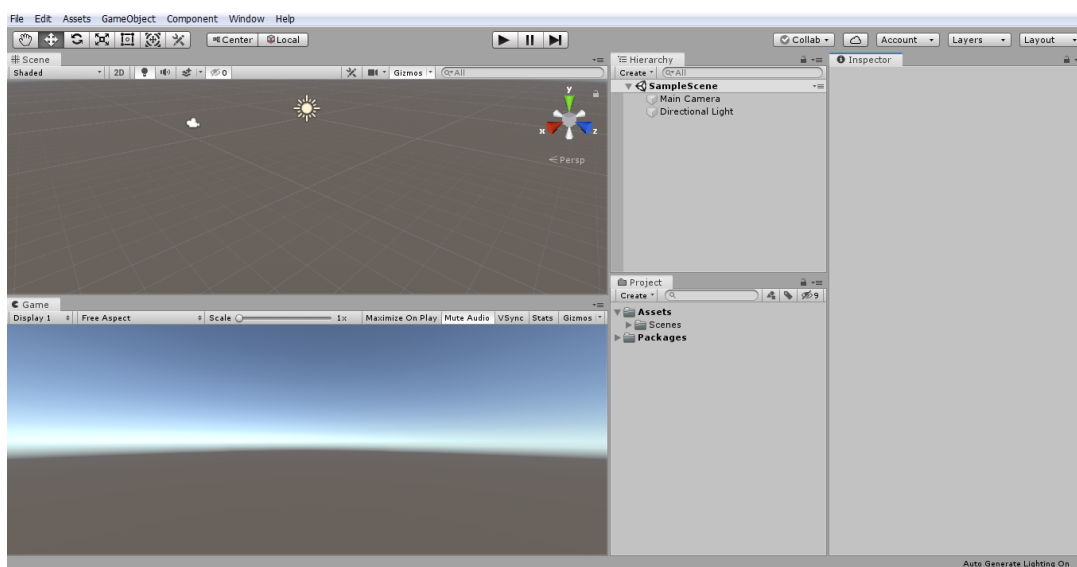 File Edit Assets GameObject Component Window Help
Center Local Collab Account Layers Layout
Scene
Shaded 2D 0 Gizmos All
y
x z
Persp
Hierarchy
Create All
SampleScene
Main Camera
Directional Light
Inspector
Game
Display 1 Free Aspect Scale 1x Maximize On Play Mute Audio VSync Stats Gizmos
Project
Create 9
Assets
Scenes
Packages
Auto Generate Lighting On